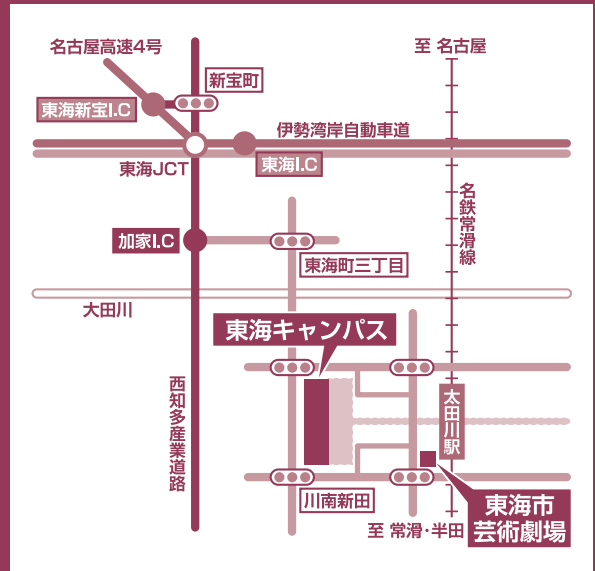 名古屋高速4号
至 名古屋
新宝町
東海新宝I.C
伊勢湾岸自動車道
東海JCT
東海I.C
名鉄常滑線
加家I.C
東海町三丁目
大田川
東海キャンパス
西知多産業道路
太田川駅
川南新田
東海市
芸術劇場
至 常滑・半田